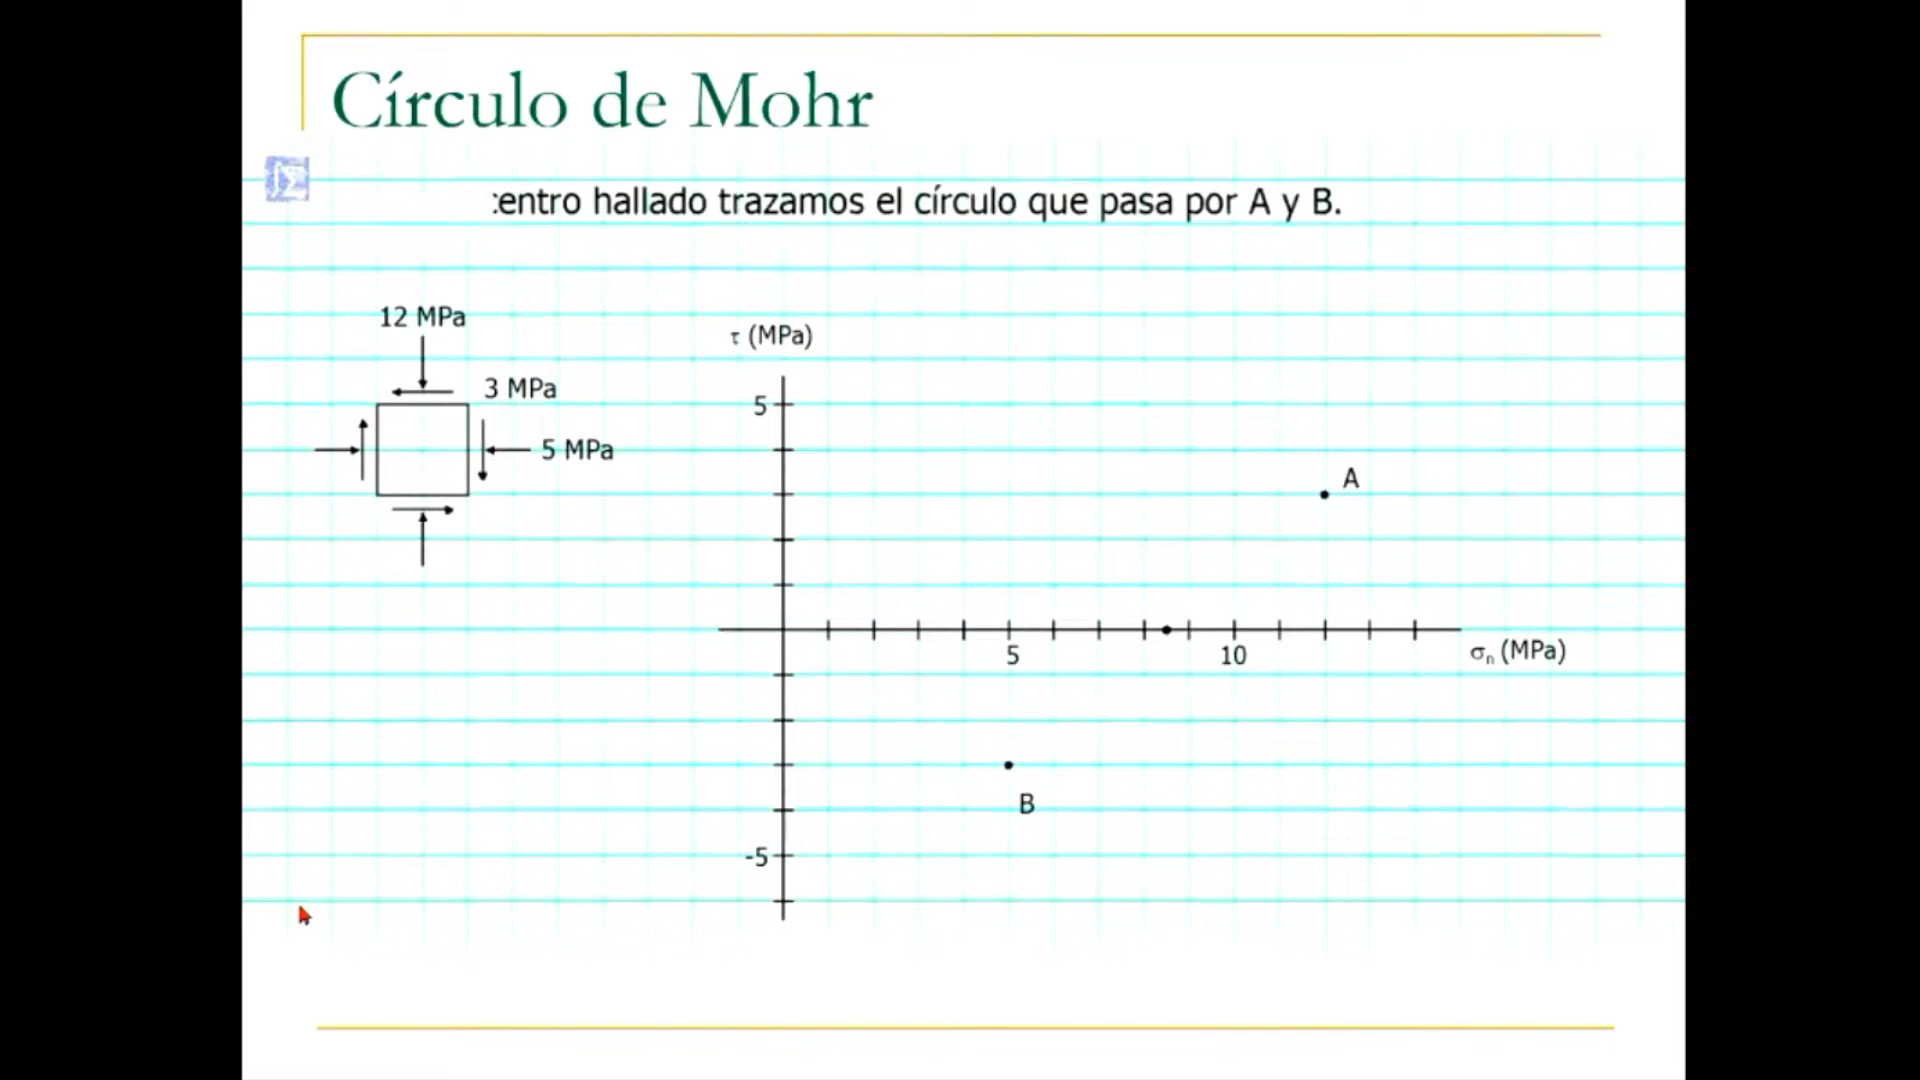 Círculo de Mohr
entro hallado trazamos el círculo que pasa por A y B.
12 MPa
3 MPa
5 MPa
τ (MPa)
5
A
5
10
σn (MPa)
B
-5